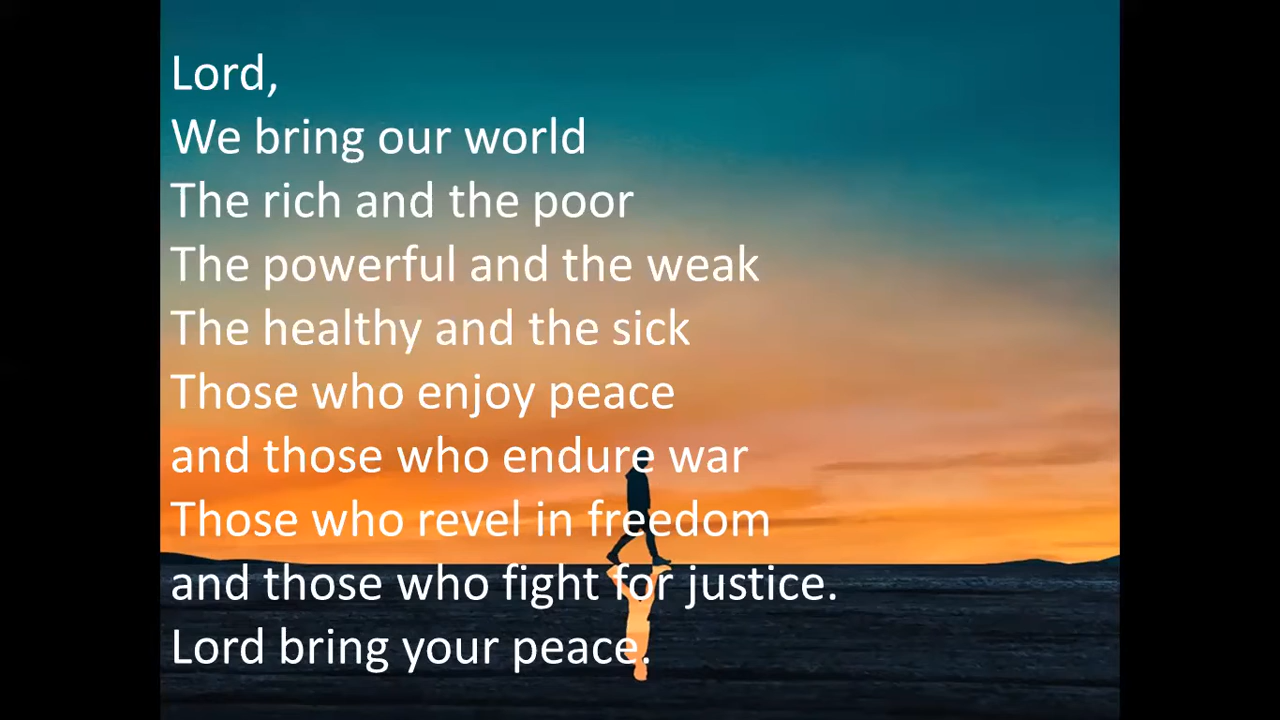 Lord,
We bring our world
The rich and the poor
The powerful and the weak
The healthy and the sick
Those who enjoy peace
and those who endure war
Those who revel in freedom
and those who fight for justice.
Lord bring your peace.